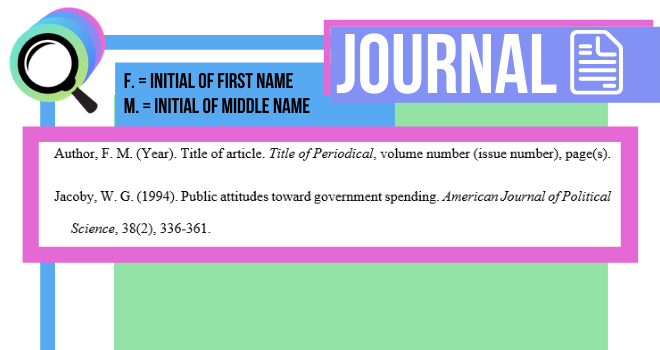 JOURNAL
F. = INITIAL OF FIRST NAME
M. = INITIAL OF MIDDLE NAME
Author, F. M. (Year). Title of article. Title of Periodical, volume number (issue number), page(s).
Jacoby, W. G. (1994). Public attitudes toward government spending. American Journal of Political
Science, 38(2), 336-361.